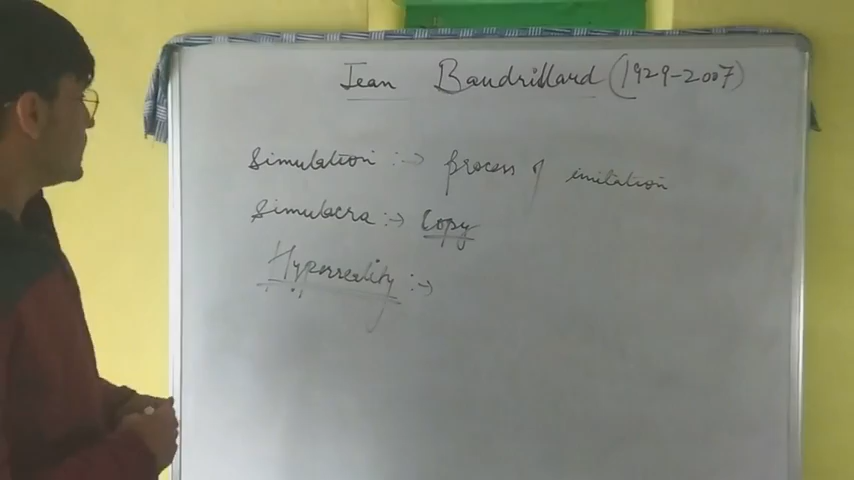 Jean Baudrillard (1929-2007)
Simulation :-> process of imitation
Simulacra :-> Copy
Hyperreality :->